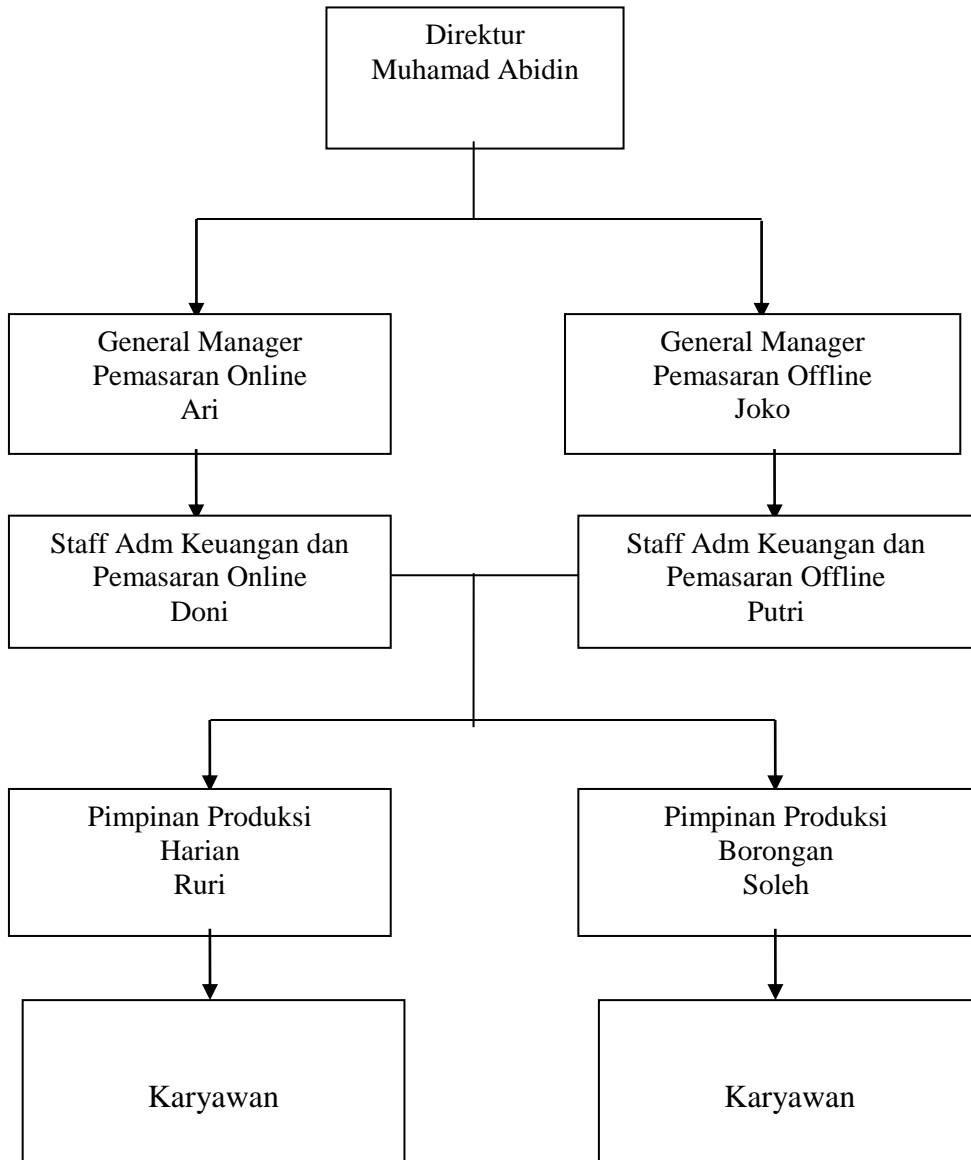 Direktur
Muhamad Abidin
General Manager
Pemasaran Online
Ari
General Manager
Pemasaran Offline
Joko
Staff Adm Keuangan dan
Pemasaran Online
Doni
Staff Adm Keuangan dan
Pemasaran Offline
Putri
Pimpinan Produksi
Harian
Ruri
Pimpinan Produksi
Borongan
Soleh
Karyawan
Karyawan